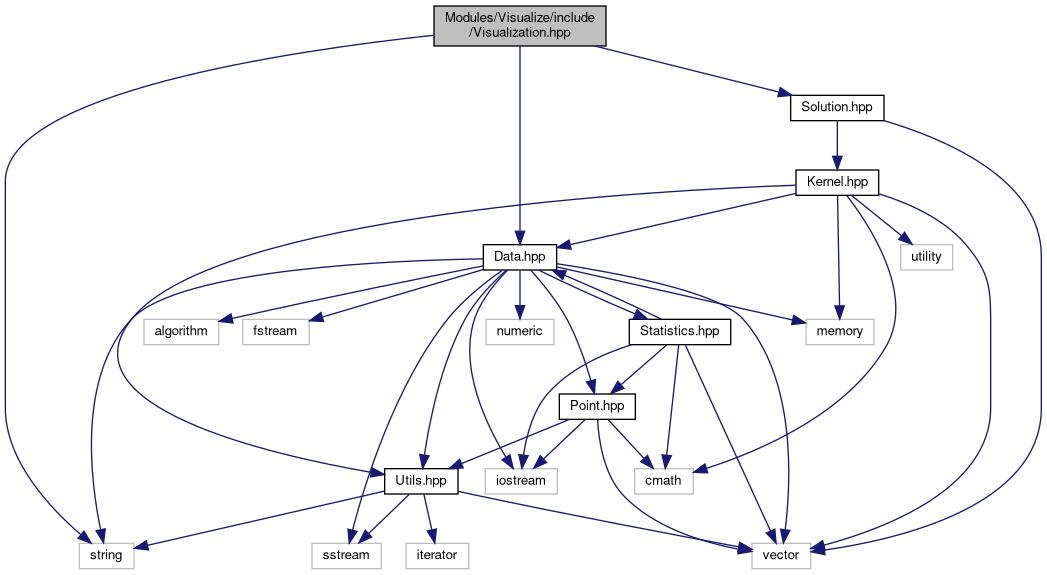 Modules/Visualize/include
/Visualization.hpp
Solution.hpp
Kernel.hpp
Data.hpp
utility
algorithm
fstream
numeric
Statistics.hpp
memory
Point.hpp
Utils.hpp
iostream
cmath
string
sstream
iterator
vector